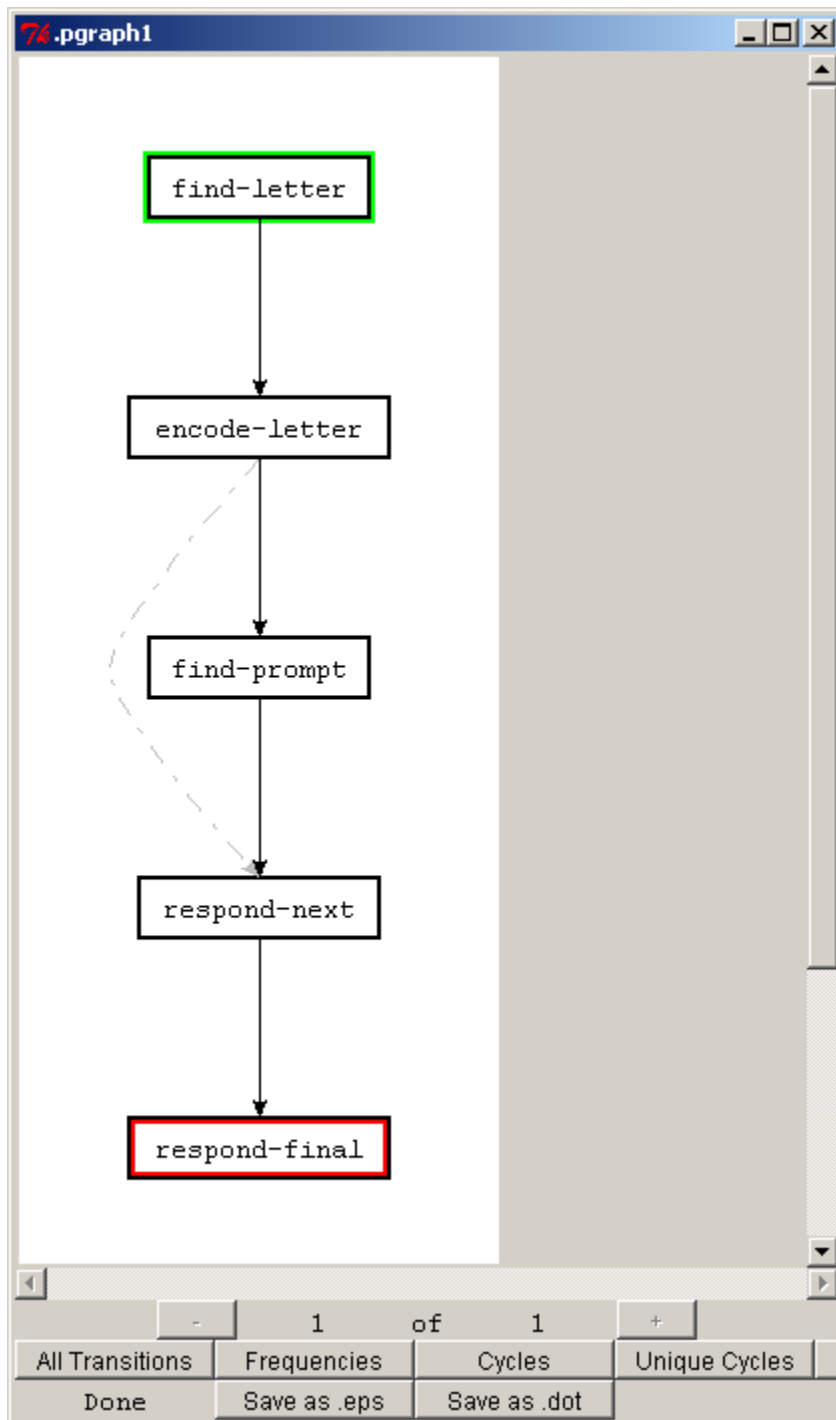 .pgraph1
find-letter
encode-letter
find-prompt
respond-next
respond-final
- 1 of 1 +
All Transitions Frequencies Cycles Unique Cycles
Done Save as .eps Save as .dot